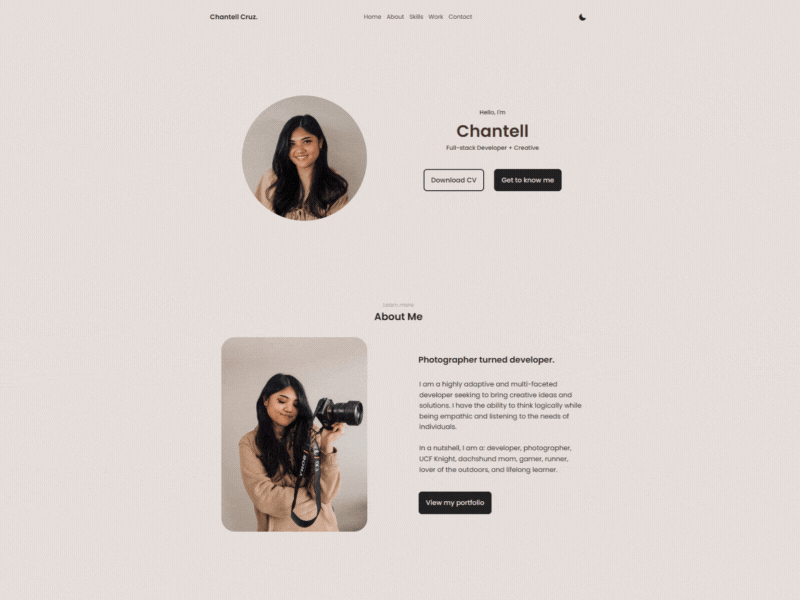 Chantell Cruz.
Home About Skills Work Contact
Hello, I'm
Chantell
Full-stack Developer + Creative
Download CV
Get to know me
Learn more
About Me
Photographer turned developer.
I am a highly adaptive and multi-faceted
developer seeking to bring creative ideas and
solutions. I have the ability to think logically while
being empathic and listening to the needs of
individuals.
In a nutshell, I am a: developer, photographer,
UCF Knight, dachshund mom, gamer, runner,
lover of the outdoors, and lifelong learner.
View my portfolio